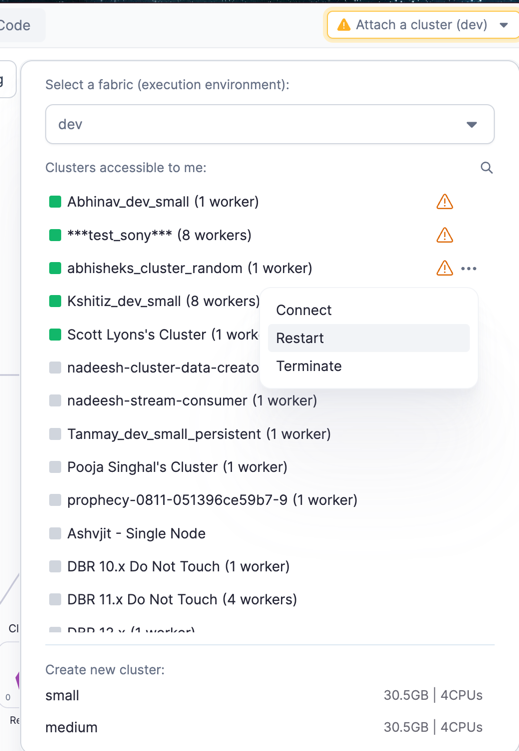 Code
Attach a cluster (dev)
g
Select a fabric (execution environment):
dev
Clusters accessible to me:
Abhinav_dev_small (1 worker)
***test_sony*** (8 workers)
abhisheks_cluster_random (1 worker)
Kshitiz_dev_small (8 workers)
Connect
Scott Lyons's Cluster (1 work
Restart
nadeesh-cluster-data-creato
Terminate
nadeesh-stream-consumer (1 worker)
Tanmay_dev_small_persistent (1 worker)
Pooja Singhal's Cluster (1 worker)
prophecy-0811-051396ce59b7-9 (1 worker)
Ashvjit - Single Node
DBR 10.x Do Not Touch (1 worker)
DBR 11.x Do Not Touch (4 workers)
DBR 12.x (1 worker)
Cl
0
Re
Create new cluster:
small 30.5GB | 4CPUs
medium 30.5GB | 4CPUs